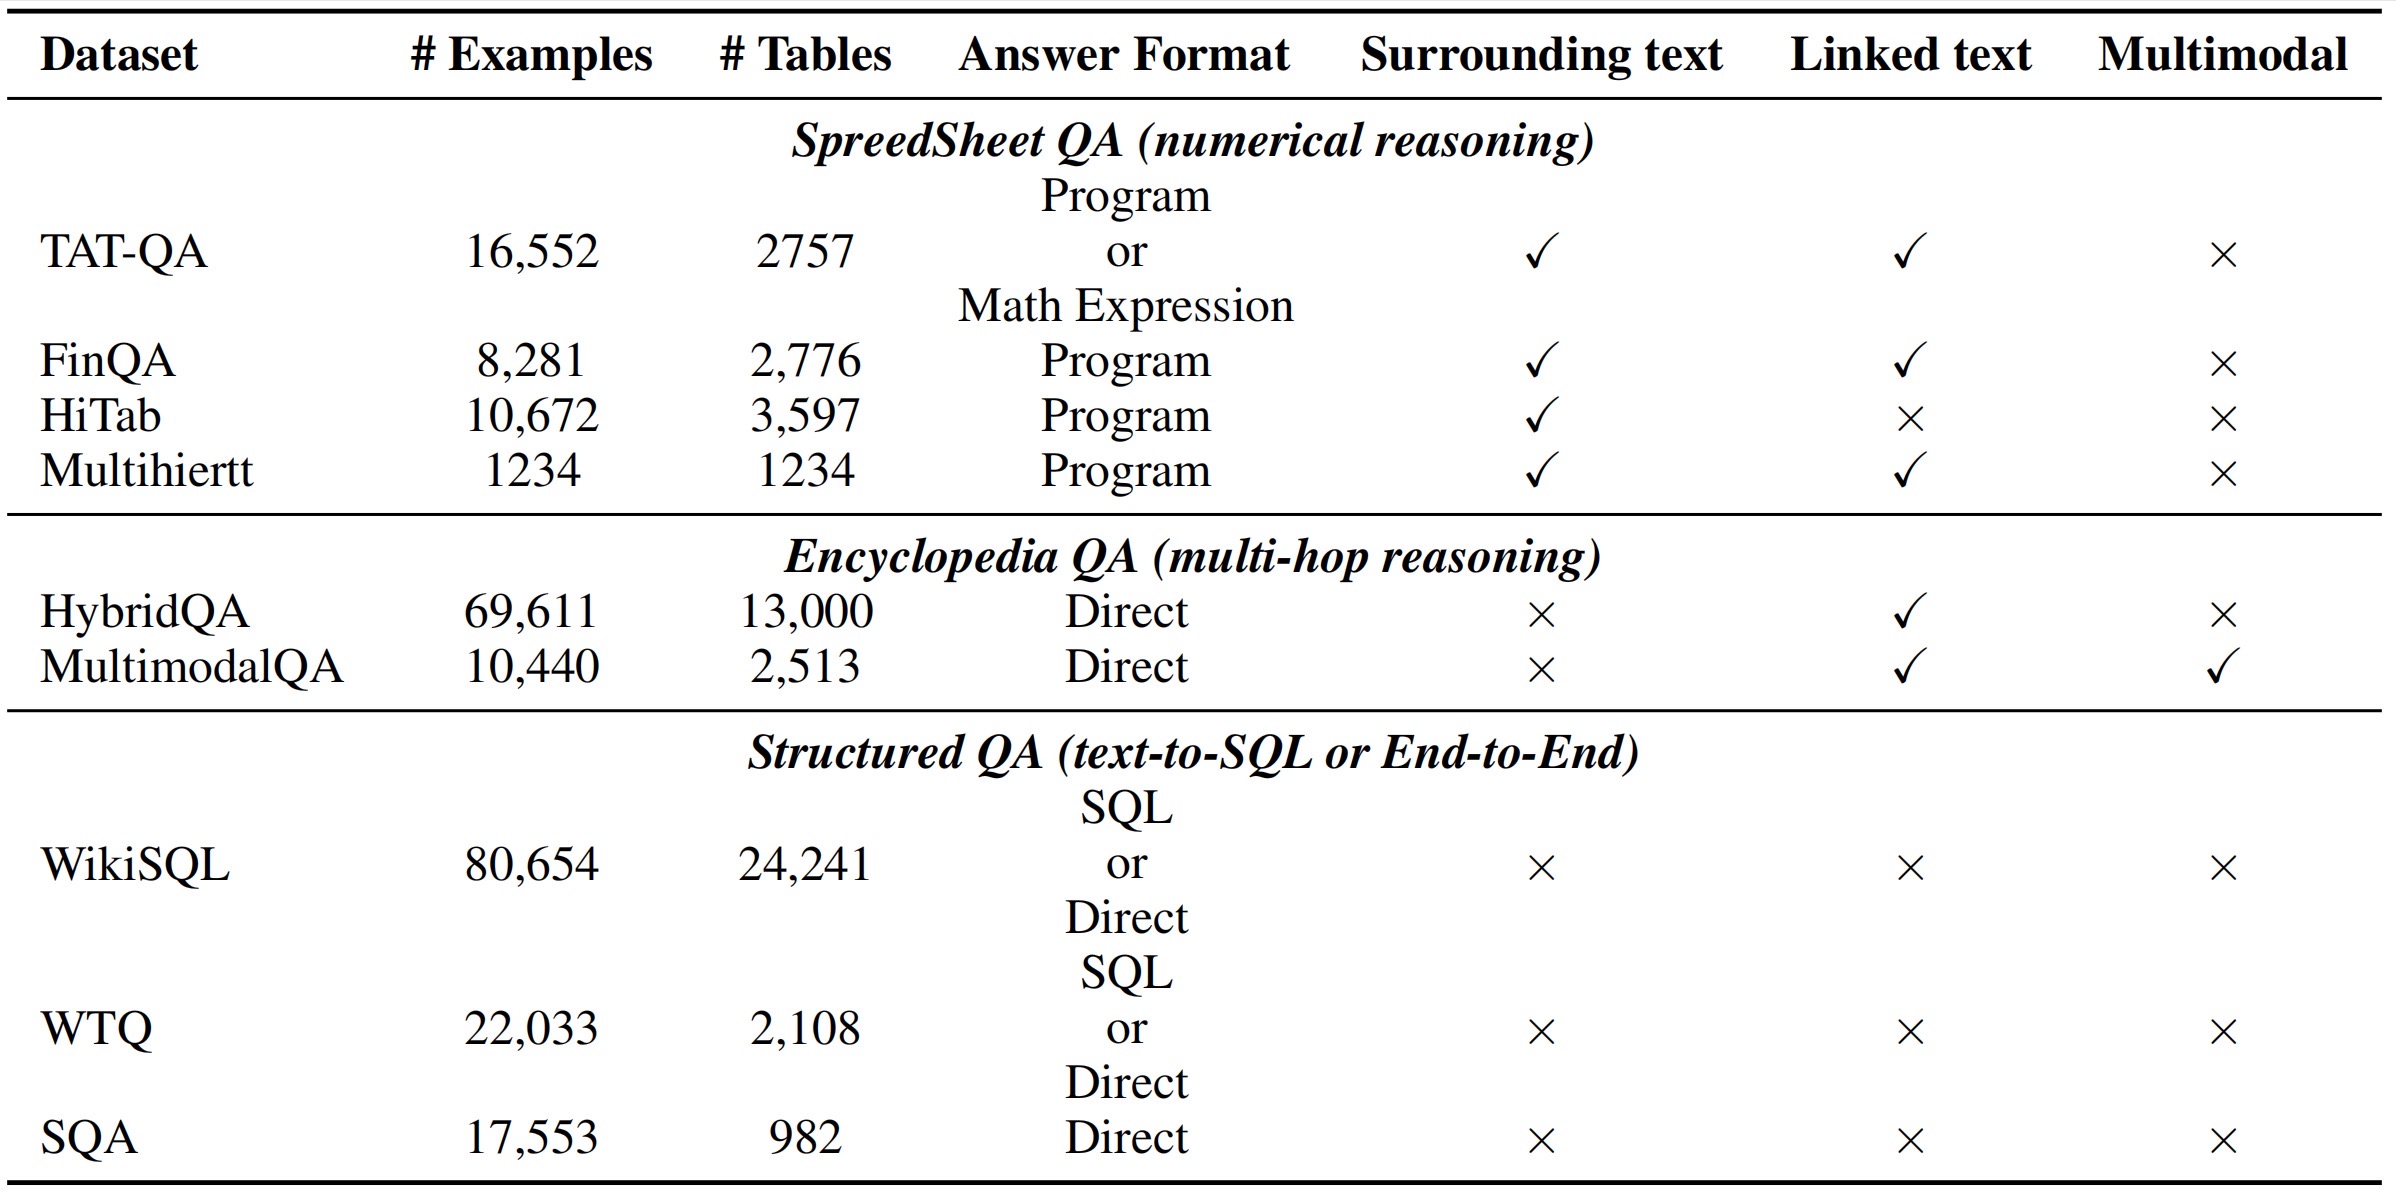 Dataset # Examples # Tables Answer Format Surrounding text Linked text Multimodal
SpreedSheet QA (numerical reasoning)
Program
TAT-QA 16,552 2757 or ✓ ✓ ×
Math Expression
FinQA 8,281 2,776 Program ✓ ✓ ×
HiTab 10,672 3,597 Program ✓ × ×
Multihiertt 1234 1234 Program ✓ ✓ ×
Encyclopedia QA (multi-hop reasoning)
HybridQA 69,611 13,000 Direct × ✓ ×
MultimodalQA 10,440 2,513 Direct × ✓ ✓
Structured QA (text-to-SQL or End-to-End)
SQL
WikiSQL 80,654 24,241 or × × ×
Direct
SQL
WTQ 22,033 2,108 or × × ×
Direct
SQA 17,553 982 Direct × × ×